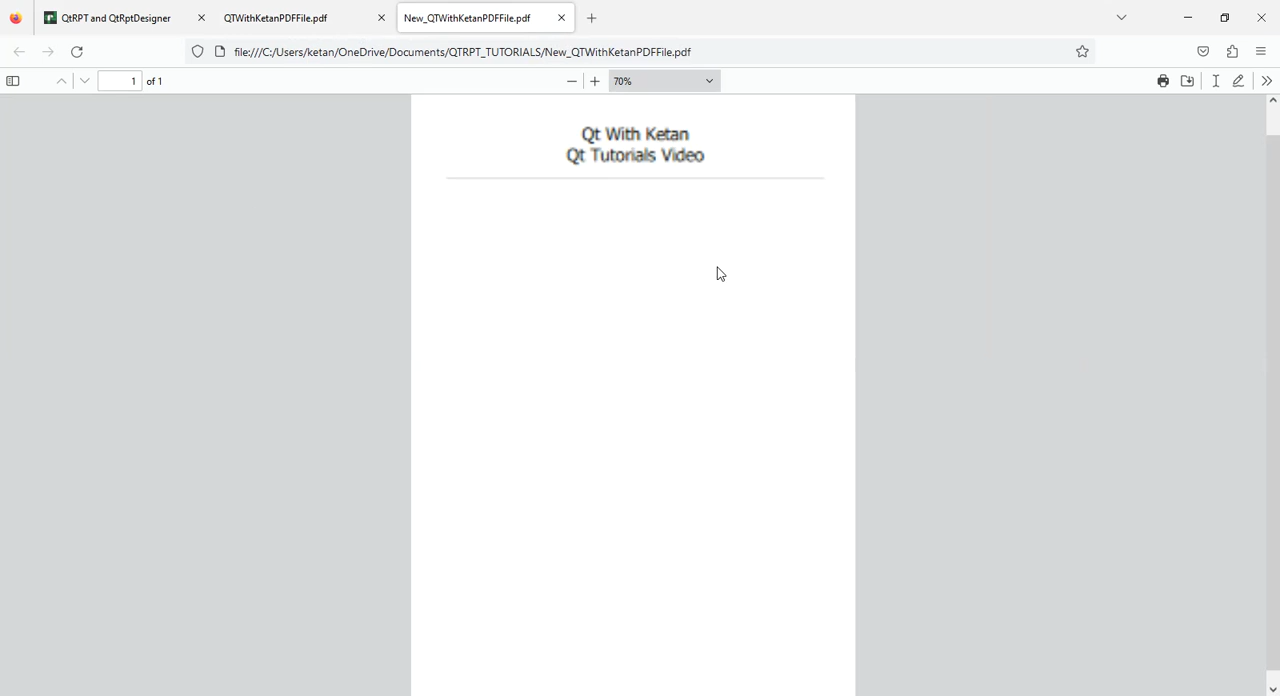 QtRPT and QtRptDesigner
QTWithKetanPDFFile.pdf
New_QTWithKetanPDFFile.pdf
file:///C:/Users/ketan/OneDrive/Documents/QTRPT_TUTORIALS/New_QTWithKetanPDFFile.pdf
1 of 1
70%
Qt With Ketan
Qt Tutorials Video